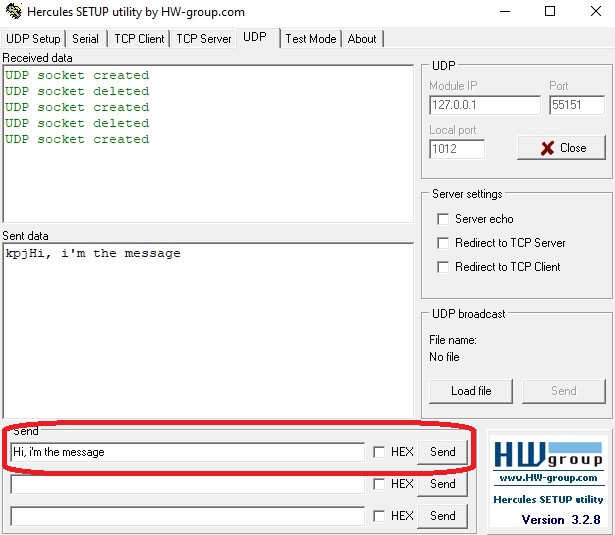 Hercules SETUP utility by HW-group.com
UDP Setup Serial TCP Client TCP Server UDP Test Mode About
Received data
UDP socket created
UDP socket deleted
UDP socket created
UDP socket deleted
UDP socket created
Sent data
kpjHi, i'm the message
UDP
Module IP Port
127.0.0.1 55151
Local port
1012 Close
Server settings
Server echo
Redirect to TCP Server
Redirect to TCP Client
UDP broadcast
File name:
No file
Load file Send
Send
Hi, i'm the message HEX Send
HEX Send
HEX Send
HW group
www.HW-group.com
Hercules SETUP utility
Version 3.2.8